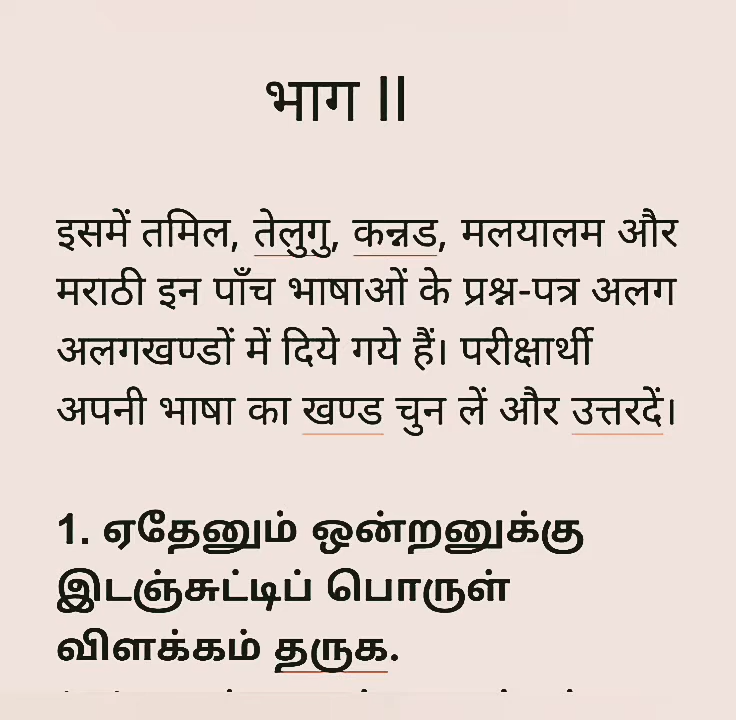 भाग II
इसमें तमिल, तेलुगु, कन्नड, मलयालम और
मराठी इन पाँच भाषाओं के प्रश्न-पत्र अलग
अलगखण्डों में दिये गये हैं। परीक्षार्थी
अपनी भाषा का खण्ड चुन लें और उत्तरदें।
1. ஏதேனும் ஒன்றனுக்கு
இடஞ்சுட்டிப் பொருள்
விளக்கம் தருக.